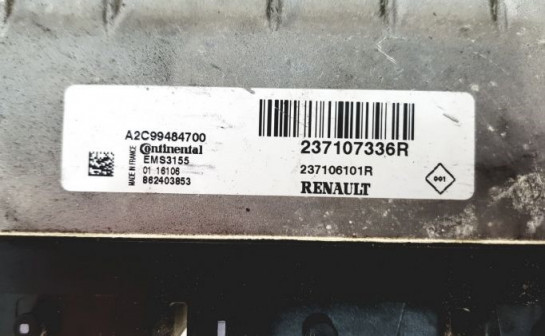 A2C99484700
Continental
EMS3155
01 16106
862403853
MADE IN FRANCE
237107336R
237106101R
RENAULT
001